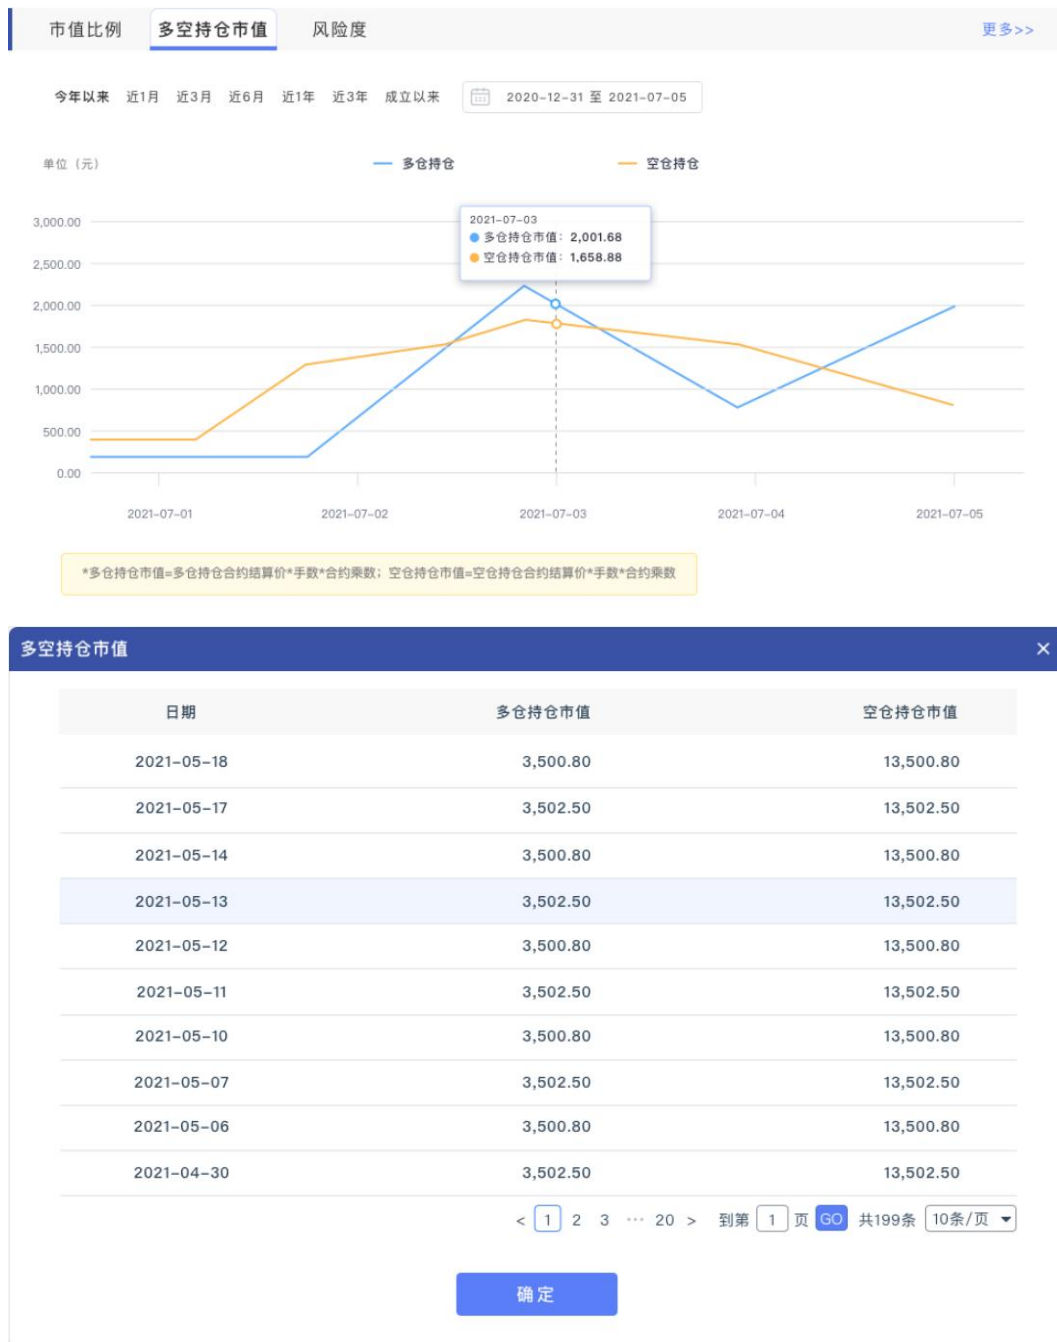 市值比例 多空持仓市值 风险度 更多>>
今年以来 近1月 近3月 近6月 近1年 近3年 成立以来 2020-12-31 至 2021-07-05
单位（元） 多仓持仓 空仓持仓
2021-07-03
多仓持仓市值：2,001.68
空仓持仓市值：1,658.88
3,000.00
2,500.00
2,000.00
1,500.00
1,000.00
500.00
0.00
2021-07-01 2021-07-02 2021-07-03 2021-07-04 2021-07-05
*多仓持仓市值=多仓持仓合约结算价*手数*合约乘数；空仓持仓市值=空仓持仓合约结算价*手数*合约乘数
多空持仓市值 ×
日期 多仓持仓市值 空仓持仓市值
2021-05-18 3,500.80 13,500.80
2021-05-17 3,502.50 13,502.50
2021-05-14 3,500.80 13,500.80
2021-05-13 3,502.50 13,502.50
2021-05-12 3,500.80 13,500.80
2021-05-11 3,502.50 13,502.50
2021-05-10 3,500.80 13,500.80
2021-05-07 3,502.50 13,502.50
2021-05-06 3,500.80 13,500.80
2021-04-30 3,502.50 13,502.50
< 1 2 3 ··· 20 > 到第 1 页 GO 共199条 10条/页
确定